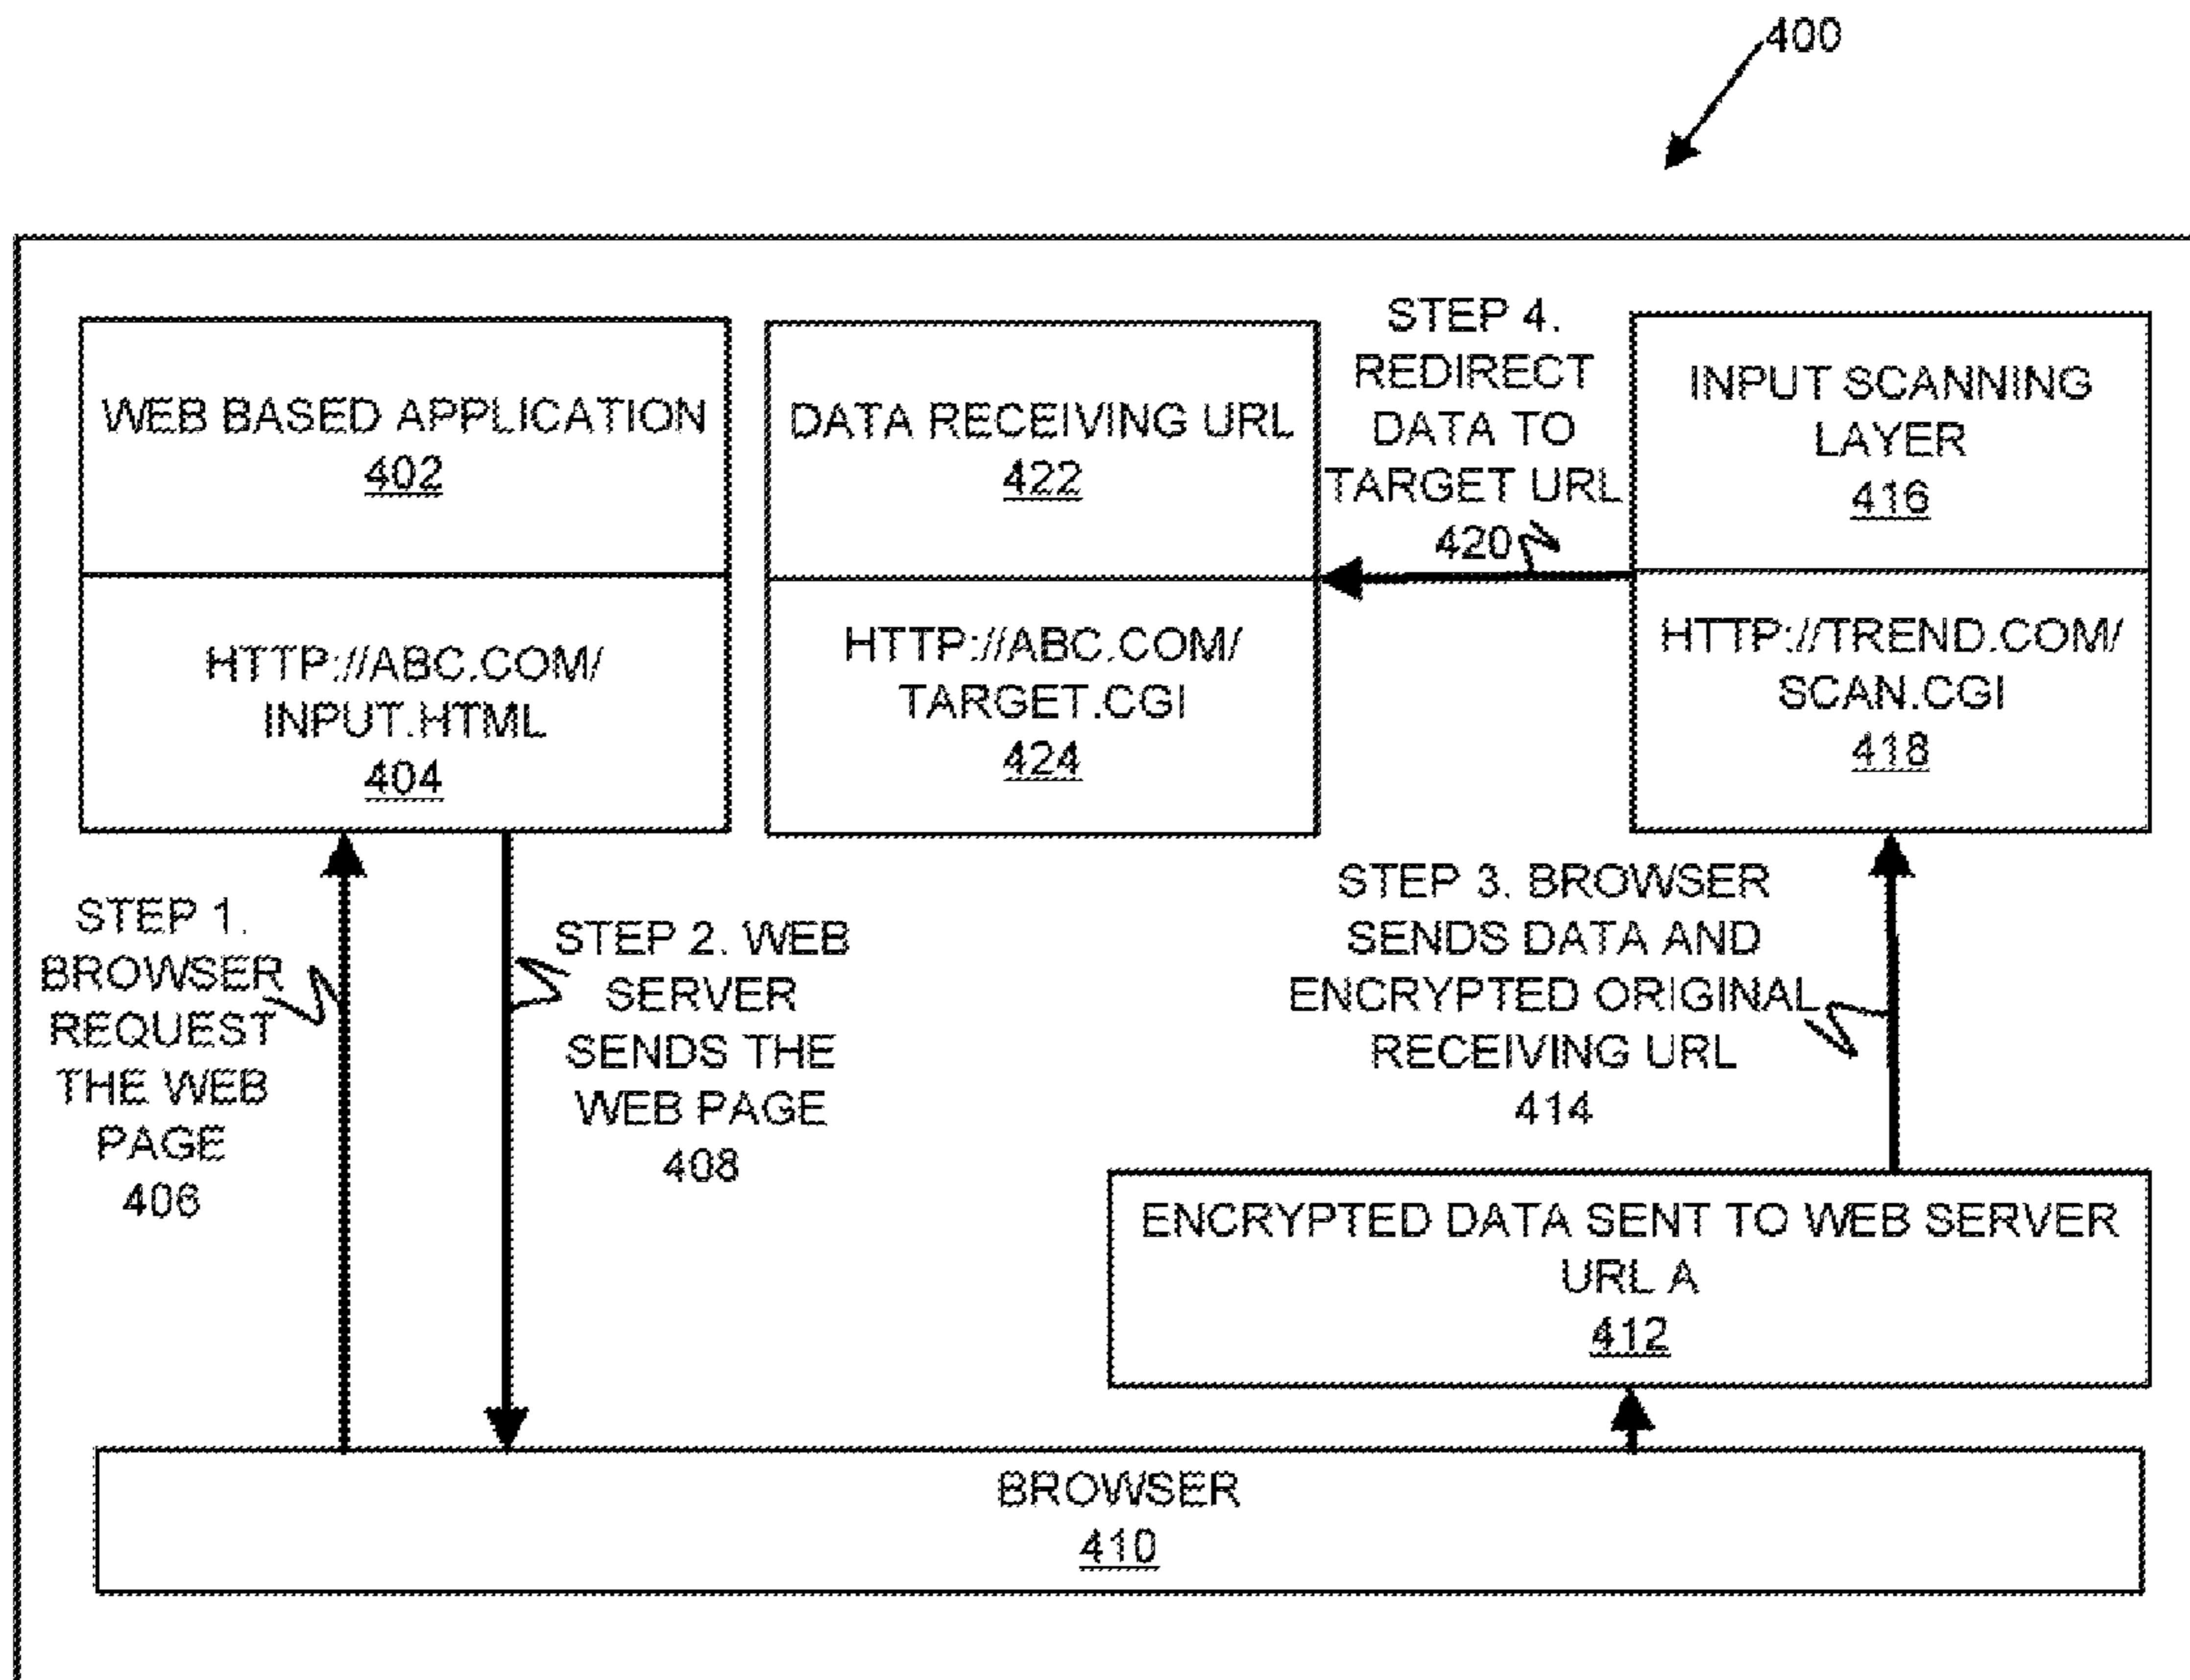 400
WEB BASED APPLICATION
402
HTTP://ABC.COM/
INPUT.HTML
404
DATA RECEIVING URL
422
HTTP://ABC.COM/
TARGET.CGI
424
STEP 4.
REDIRECT
DATA TO
TARGET URL
420
INPUT SCANNING
LAYER
416
HTTP://TREND.COM/
SCAN.CGI
418
STEP 1.
BROWSER
REQUEST
THE WEB
PAGE
406
STEP 2. WEB
SERVER
SENDS THE
WEB PAGE
408
STEP 3. BROWSER
SENDS DATA AND
ENCRYPTED ORIGINAL
RECEIVING URL
414
ENCRYPTED DATA SENT TO WEB SERVER
URL A
412
BROWSER
410